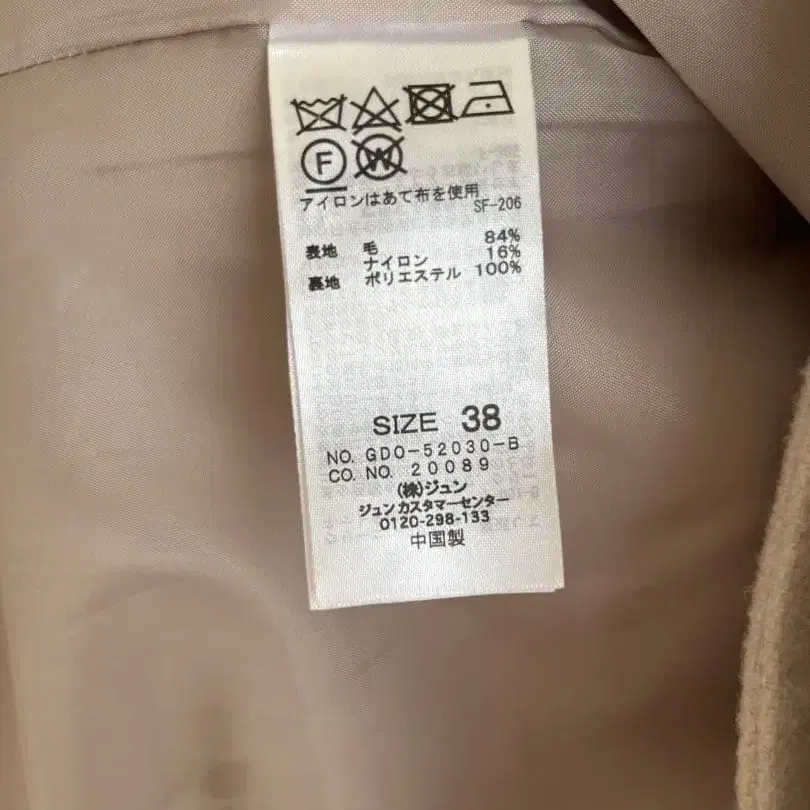 F W
アイロンはあて布を使用
SF-206
表地 毛 84%
ナイロン 16%
裏地 ポリエステル 100%
SIZE 38
NO. GDO-52030-B
CO. NO. 20089
(株)ジュン
ジュンカスタマーセンター
0120-298-133
中国製